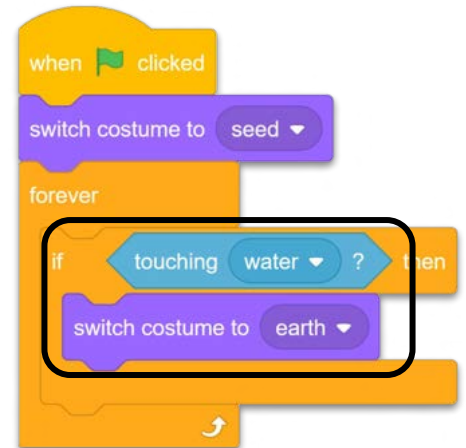 when clicked
switch costume to seed
forever
if touching water ? then
switch costume to earth